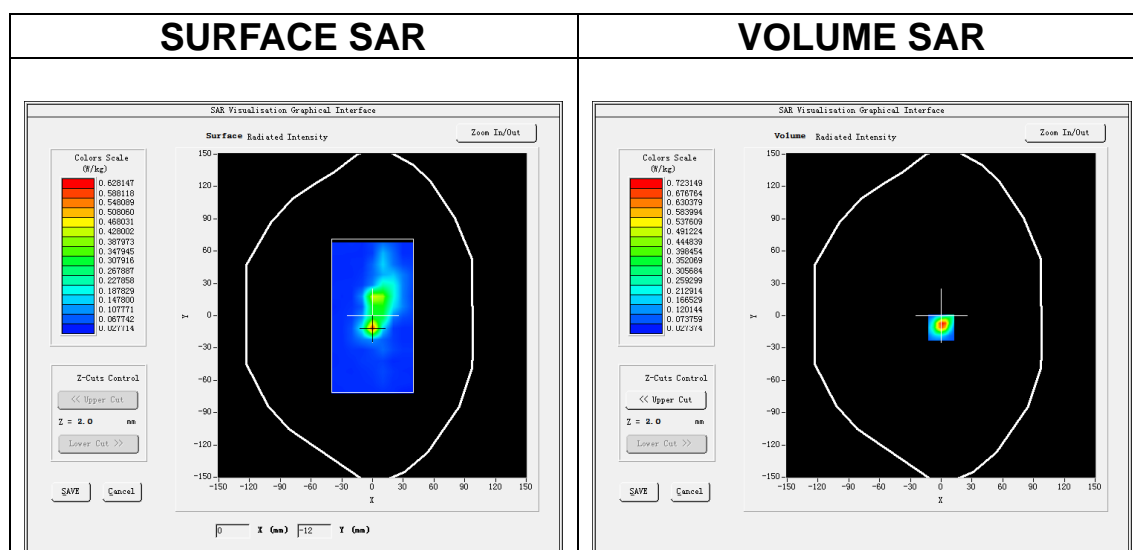 SURFACE SAR
VOLUME SAR
SAR Visualisation Graphical Interface
Surface Radiated Intensity
Zoom In/Out
Colors Scale
(W/kg)
0.628147
0.588118
0.548089
0.508060
0.468031
0.428002
0.387973
0.347945
0.307916
0.267887
0.227858
0.187829
0.147800
0.107771
0.067742
0.027714
150
120
90
60
30
0
-30
-60
-90
-120
-150
Y
-150 -120 -90 -60 -30 0 30 60 90 120 150
X
Z-Cuts Control
<< Upper Cut
Z = 2.0 mm
Lower Cut >>
SAVE Cancel
0 X (mm) -12 Y (mm)
SAR Visualisation Graphical Interface
Volume Radiated Intensity
Zoom In/Out
Colors Scale
(W/kg)
0.723149
0.676764
0.630379
0.583994
0.537609
0.491224
0.444839
0.398454
0.352069
0.305684
0.259299
0.212914
0.166529
0.120144
0.073759
0.027374
150
120
90
60
30
0
-30
-60
-90
-120
-150
Y
-150 -120 -90 -60 -30 0 30 60 90 120 150
X
Z-Cuts Control
<< Upper Cut
Z = 2.0 mm
Lower Cut >>
SAVE Cancel